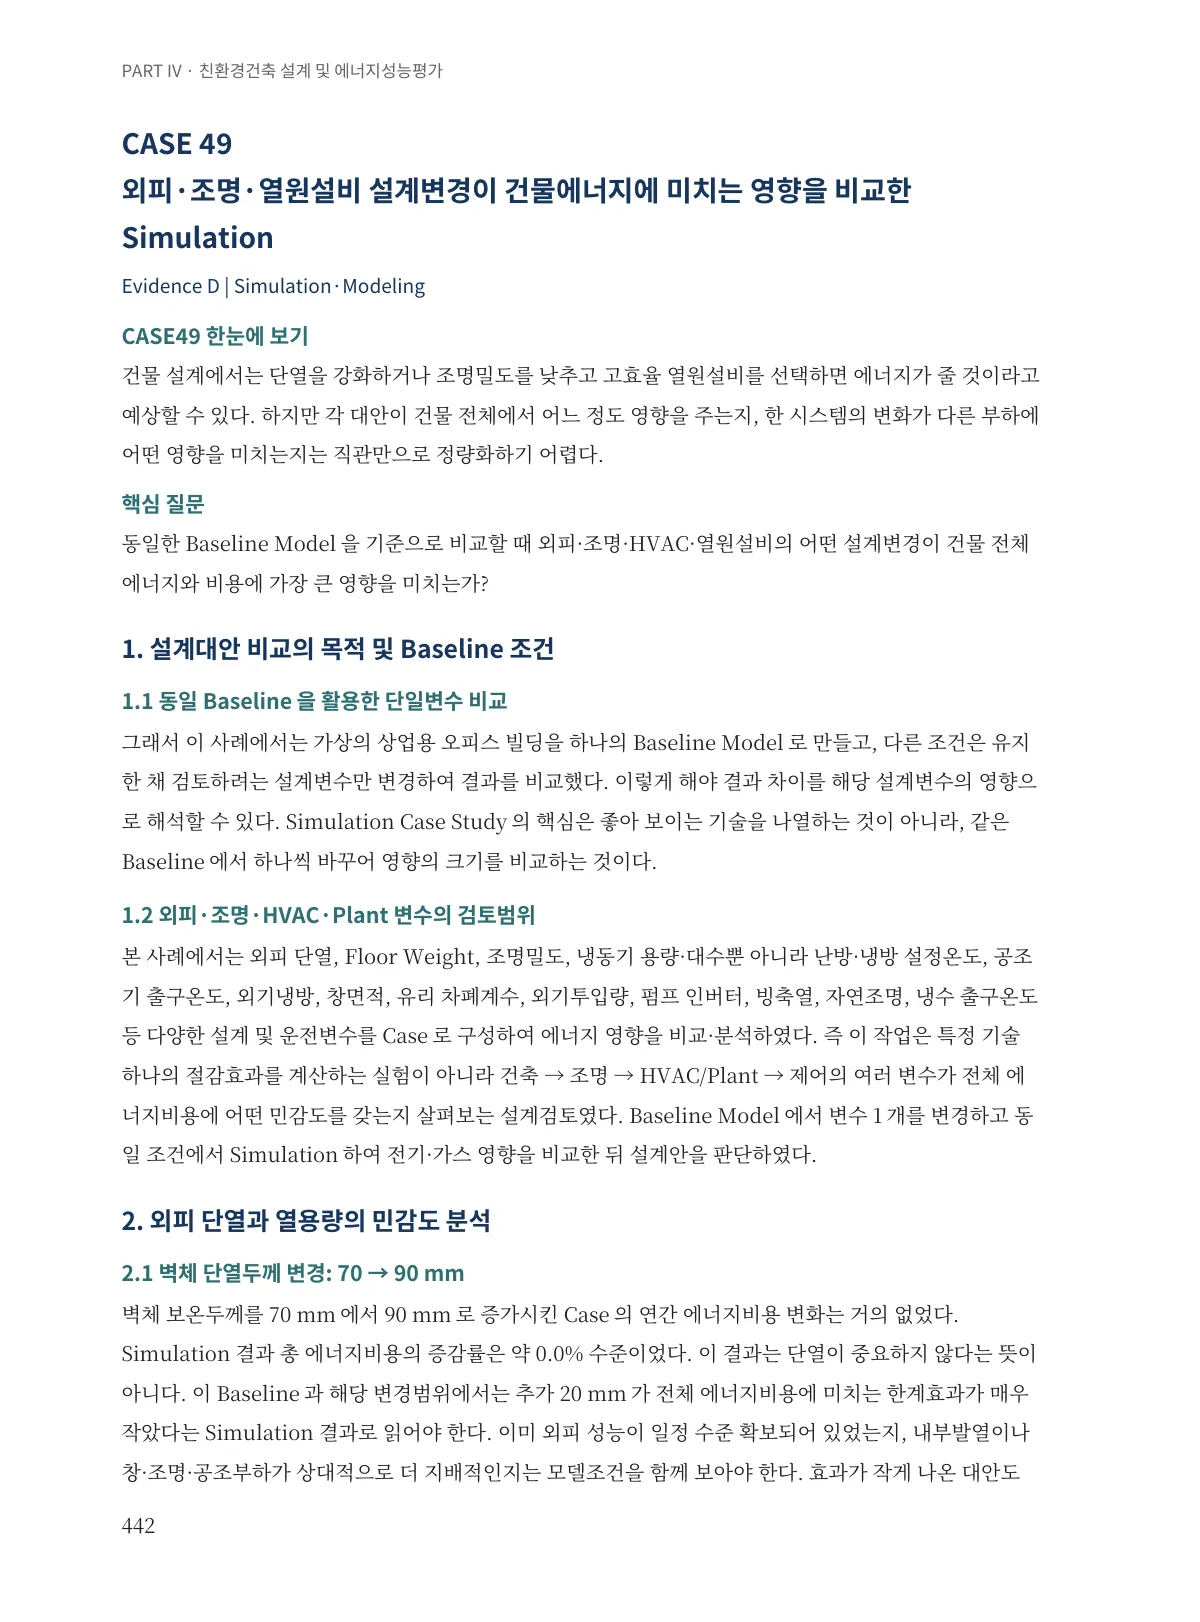 PART IV · 친환경건축 설계 및 에너지성능평가
CASE 49
외피·조명·열원설비 설계변경이 건물에너지에 미치는 영향을 비교한
Simulation
Evidence D | Simulation·Modeling
CASE49 한눈에 보기
건물 설계에서는 단열을 강화하거나 조명밀도를 낮추고 고효율 열원설비를 선택하면 에너지가 줄 것이라고
예상할 수 있다. 하지만 각 대안이 건물 전체에서 어느 정도 영향을 주는지, 한 시스템의 변화가 다른 부하에
어떤 영향을 미치는지는 직관만으로 정량화하기 어렵다.
핵심 질문
동일한 Baseline Model 을 기준으로 비교할 때 외피·조명·HVAC·열원설비의 어떤 설계변경이 건물 전체
에너지와 비용에 가장 큰 영향을 미치는가?
1. 설계대안 비교의 목적 및 Baseline 조건
1.1 동일 Baseline 을 활용한 단일변수 비교
그래서 이 사례에서는 가상의 상업용 오피스 빌딩을 하나의 Baseline Model 로 만들고, 다른 조건은 유지
한 채 검토하려는 설계변수만 변경하여 결과를 비교했다. 이렇게 해야 결과 차이를 해당 설계변수의 영향으
로 해석할 수 있다. Simulation Case Study 의 핵심은 좋아 보이는 기술을 나열하는 것이 아니라, 같은
Baseline 에서 하나씩 바꾸어 영향의 크기를 비교하는 것이다.
1.2 외피·조명·HVAC·Plant 변수의 검토범위
본 사례에서는 외피 단열, Floor Weight, 조명밀도, 냉동기 용량·대수뿐 아니라 난방·냉방 설정온도, 공조
기 출구온도, 외기냉방, 창면적, 유리 차폐계수, 외기투입량, 펌프 인버터, 빙축열, 자연조명, 냉수 출구온도
등 다양한 설계 및 운전변수를 Case 로 구성하여 에너지 영향을 비교·분석하였다. 즉 이 작업은 특정 기술
하나의 절감효과를 계산하는 실험이 아니라 건축 → 조명 → HVAC/Plant → 제어의 여러 변수가 전체 에
너지비용에 어떤 민감도를 갖는지 살펴보는 설계검토였다. Baseline Model 에서 변수 1 개를 변경하고 동
일 조건에서 Simulation 하여 전기·가스 영향을 비교한 뒤 설계안을 판단하였다.
2. 외피 단열과 열용량의 민감도 분석
2.1 벽체 단열두께 변경: 70 → 90 mm
벽체 보온두께를 70 mm 에서 90 mm 로 증가시킨 Case 의 연간 에너지비용 변화는 거의 없었다.
Simulation 결과 총 에너지비용의 증감률은 약 0.0% 수준이었다. 이 결과는 단열이 중요하지 않다는 뜻이
아니다. 이 Baseline 과 해당 변경범위에서는 추가 20 mm 가 전체 에너지비용에 미치는 한계효과가 매우
작았다는 Simulation 결과로 읽어야 한다. 이미 외피 성능이 일정 수준 확보되어 있었는지, 내부발열이나
창·조명·공조부하가 상대적으로 더 지배적인지는 모델조건을 함께 보아야 한다. 효과가 작게 나온 대안도
442